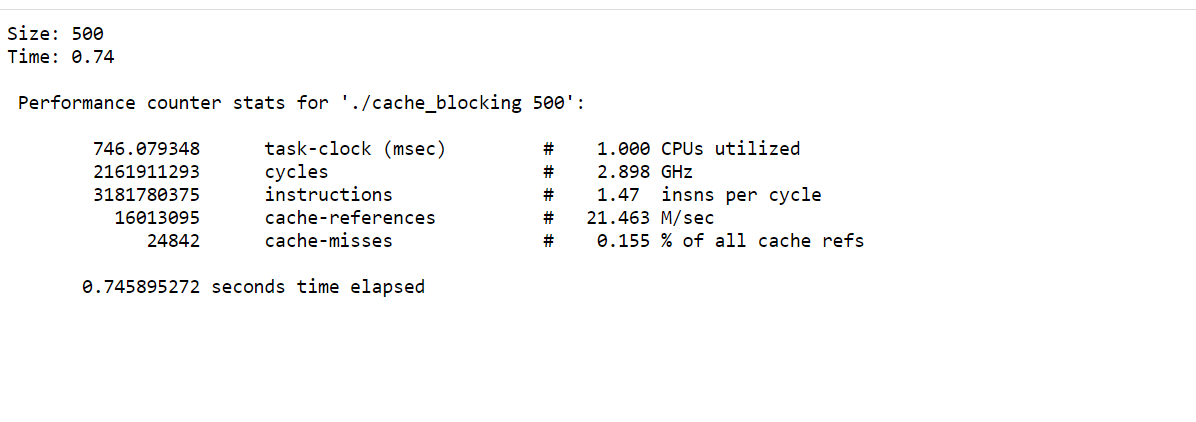 Size: 500
Time: 0.74
Performance counter stats for './cache_blocking 500':
746.079348 task-clock (msec) # 1.000 CPUs utilized
2161911293 cycles # 2.898 GHz
3181780375 instructions # 1.47 insns per cycle
16013095 cache-references # 21.463 M/sec
24842 cache-misses # 0.155 % of all cache refs
0.745895272 seconds time elapsed